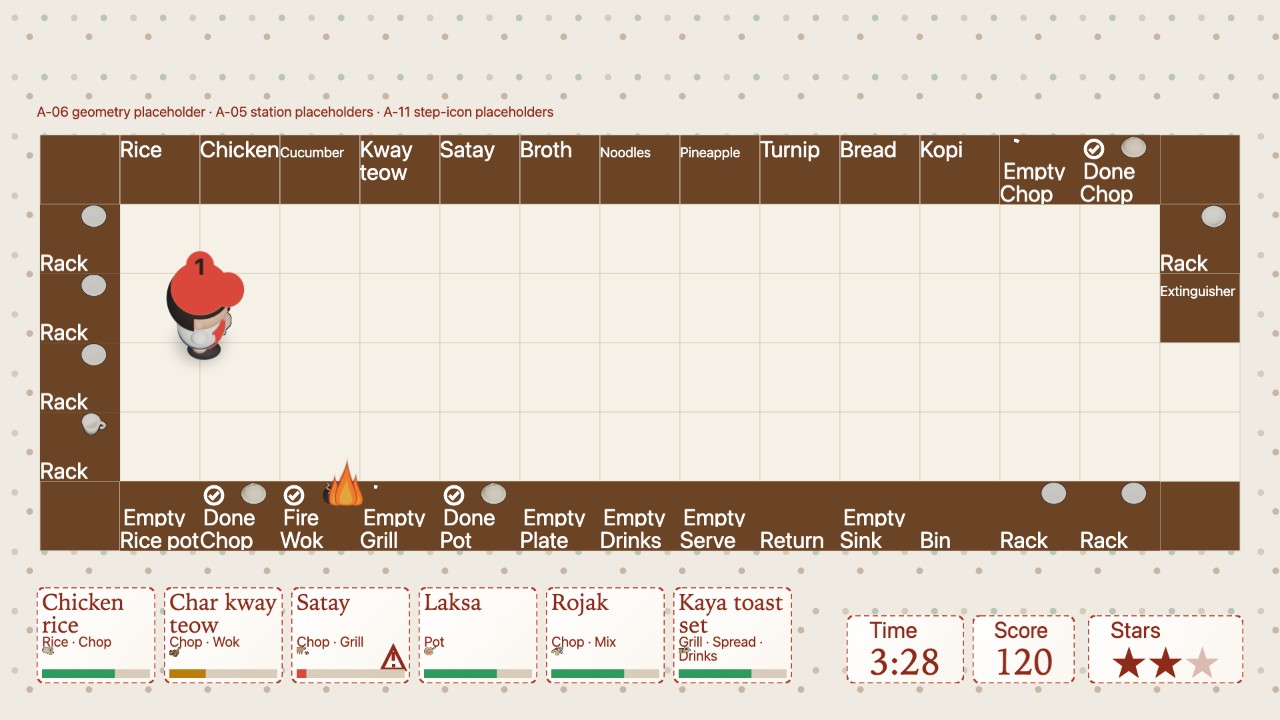 A-06 geometry placeholder · A-05 station placeholders · A-11 step-icon placeholders
Rice
Chicken
Cucumber
Kway
teow
Satay
Broth
Noodles
Pineapple
Turnip
Bread
Kopi
Empty
Chop
Done
Chop
Rack
Rack
Rack
Rack
Rack
Extinguisher
1
Empty
Rice pot
Done
Chop
Fire
Wok
Empty
Grill
Done
Pot
Empty
Plate
Empty
Drinks
Empty
Serve
Return
Empty
Sink
Bin
Rack
Rack
Chicken
rice
Rice · Chop
Char kway
teow
Chop · Wok
Satay
Chop · Grill
Laksa
Pot
Rojak
Chop · Mix
Kaya toast
set
Grill · Spread ·
Drinks
Time
3:28
Score
120
Stars